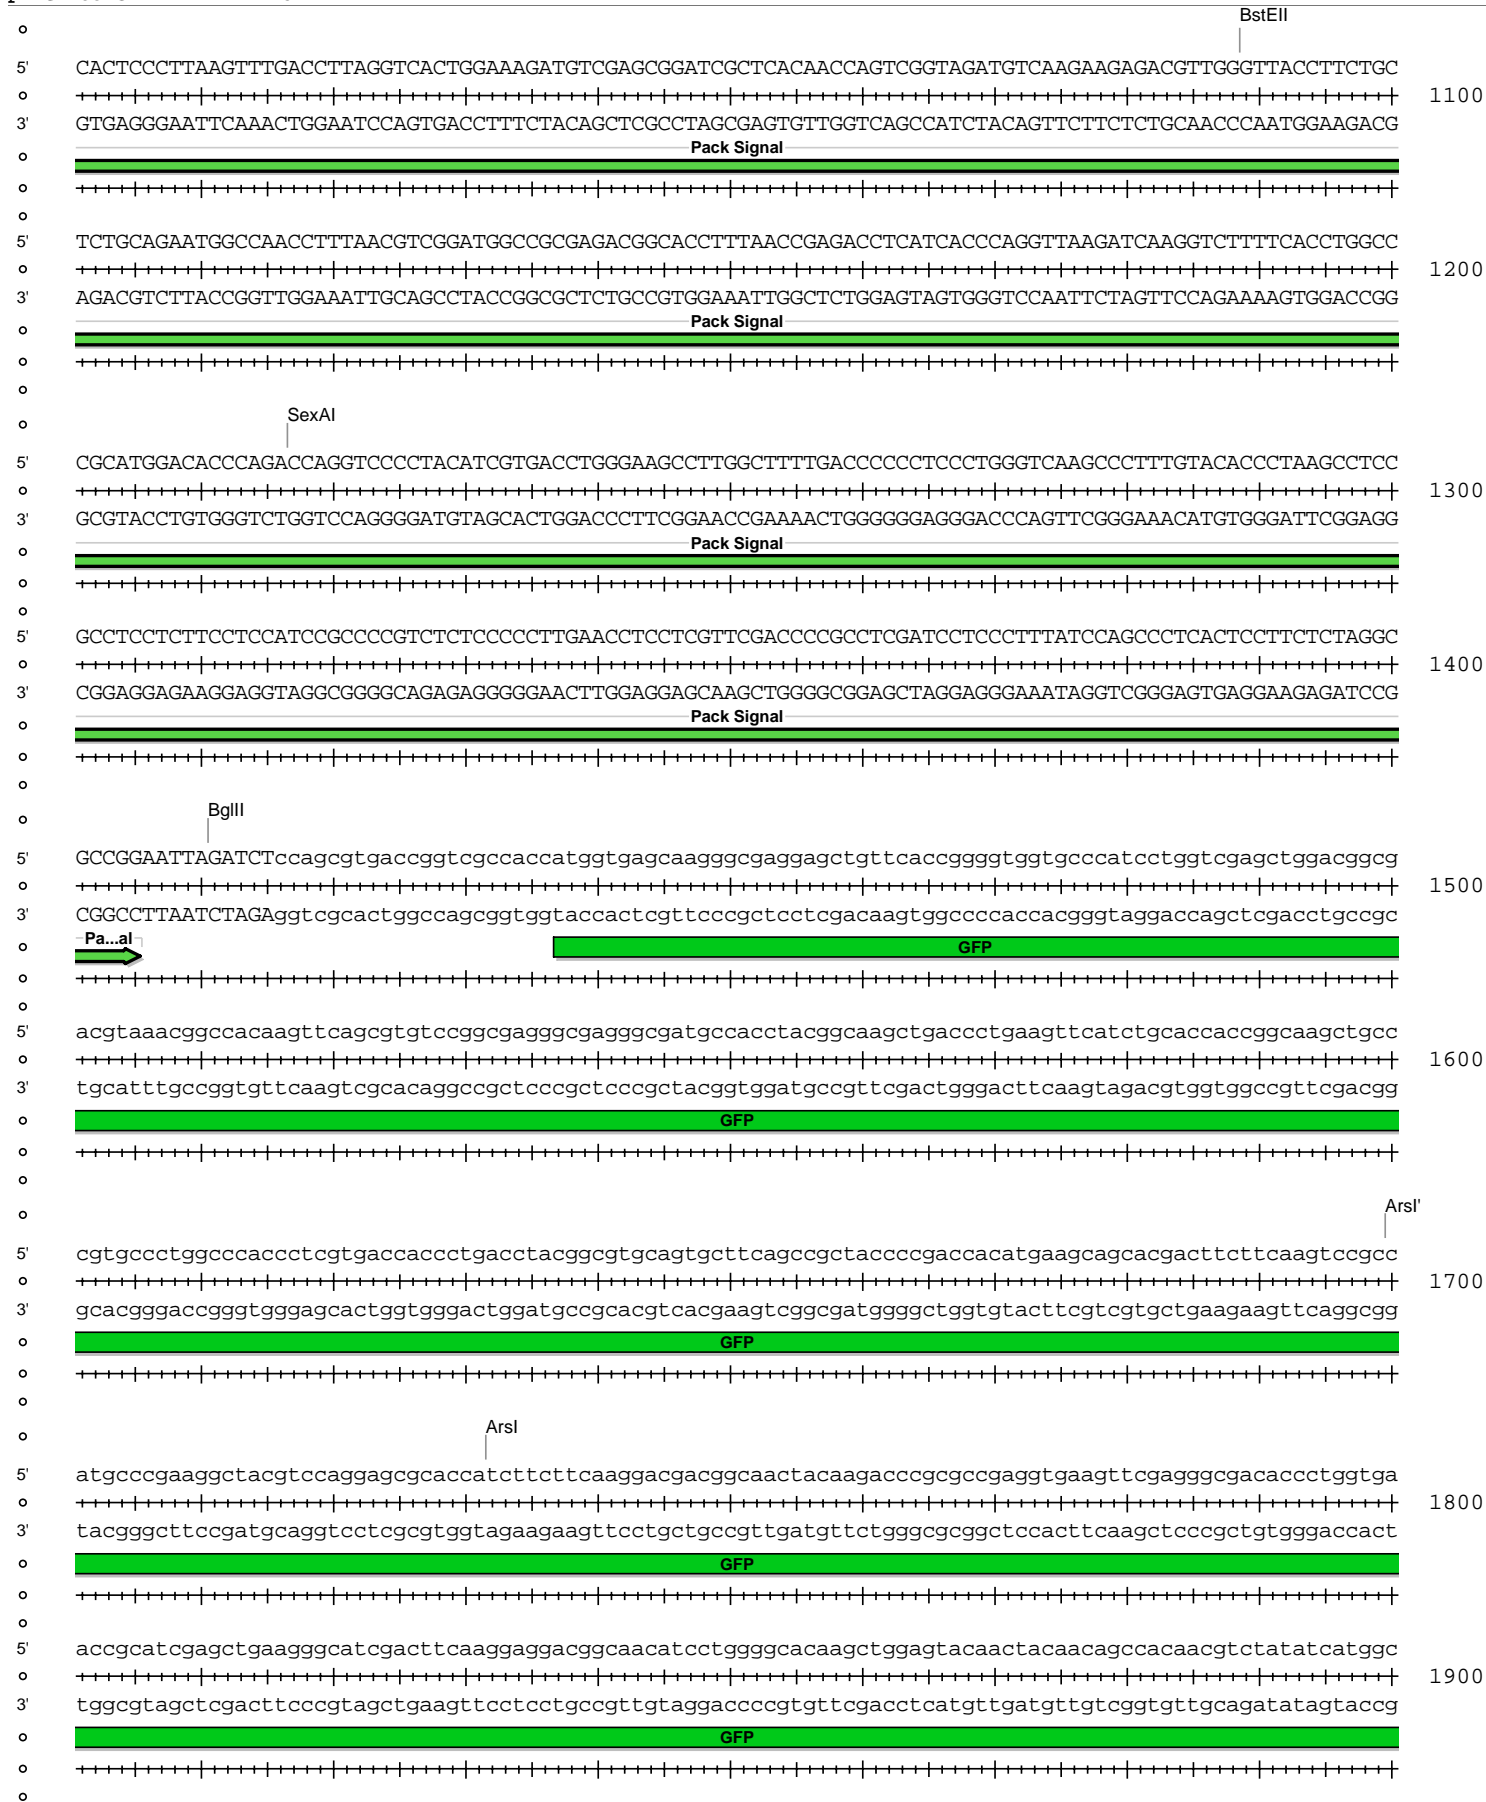 BstEII
5' CACTCCCTTAAGTTTGACCTTAGGTCACTGGAAAGATGTCGAGCGGATCGCTCACAACCAGTCGGTAGATGTCAAGAAGAGACGTTGGGTTACCTTCTGC
1100
3' GTGAGGGAATTCAAACTGGAATCCAGTGACCTTTCTACAGCTCGCCTAGCGAGTGTTGGTCAGCCATCTACAGTTCTTCTCTGCAACCCAATGGAAGACG
Pack Signal
5' TCTGCAGAATGGCCAACCTTTAACGTCGGATGGCCGCGAGACGGCACCTTTAACCGAGACCTCATCACCCAGGTTAAGATCAAGGTCTTTTCACCTGGCC
1200
3' AGACGTCTTACCGGTTGGAAATTGCAGCCTACCGGCGCTCTGCCGTGGAAATTGGCTCTGGAGTAGTGGGTCCAATTCTAGTTCCAGAAAAGTGGACCGG
Pack Signal
SexAI
5' CGCATGGACACCCAGACCAGGTCCCCTACATCGTGACCTGGGAAGCCTTGGCTTTTGACCCCCCTCCCTGGGTCAAGCCCTTTGTACACCCTAAGCCTCC
1300
3' GCGTACCTGTGGGTCTGGTCCAGGGGATGTAGCACTGGACCCTTCGGAACCGAAAACTGGGGGGAGGGACCCAGTTCGGGAAACATGTGGGATTCGGAGG
Pack Signal
5' GCCTCCTCTTCCTCCATCCGCCCCGTCTCTCCCCCTTGAACCTCCTCGTTCGACCCCGCCTCGATCCTCCCTTTATCCAGCCCTCACTCCTTCTCTAGGC
1400
3' CGGAGGAGAAGGAGGTAGGCGGGGCAGAGAGGGGGAACTTGGAGGAGCAAGCTGGGGCGGAGCTAGGAGGGAAATAGGTCGGGAGTGAGGAAGAGATCCG
Pack Signal
BglII
5' GCCGGAATTAGATCTccagcgtgaccggtcgccaccatggtgagcaagggcgaggagctgttcaccggggtggtgcccatcctggtcgagctggacggcg
1500
3' CGGCCTTAATCTAGAggtcgcactggccagcggtggtaccactcgttcccgctcctcgacaagtggccccaccacgggtaggaccagctcgacctgccgc
Pa...al
GFP
5' acgtaaacggccacaagttcagcgtgtccggcgagggcgagggcgatgccacctacggcaagctgaccctgaagttcatctgcaccaccggcaagctgcc
1600
3' tgcatttgccggtgttcaagtcgcacaggccgctcccgctcccgctacggtggatgccgttcgactgggacttcaagtagacgtggtggccgttcgacgg
GFP
ArsI'
5' cgtgccctggcccaccctcgtgaccaccctgacctacggcgtgcagtgcttcagccgctaccccgaccacatgaagcagcacgacttcttcaagtccgcc
1700
3' gcacgggaccgggtgggagcactggtgggactggatgccgcacgtcacgaagtcggcgatggggctggtgtacttcgtcgtgctgaagaagttcaggcgg
GFP
ArsI
5' atgcccgaaggctacgtccaggagcgcaccatcttcttcaaggacgacggcaactacaagacccgcgccgaggtgaagttcgagggcgacaccctggtga
1800
3' tacgggcttccgatgcaggtcctcgcgtggtagaagaagttcctgctgccgttgatgttctgggcgcggctccacttcaagctcccgctgtgggaccact
GFP
5' accgcatcgagctgaagggcatcgacttcaaggaggacggcaacatcctggggcacaagctggagtacaactacaacagccacaacgtctatatcatggc
1900
3' tggcgtagctcgacttcccgtagctgaagttcctcctgccgttgtaggaccccgtgttcgacctcatgttgatgttgtcggtgttgcagatatagtaccg
GFP